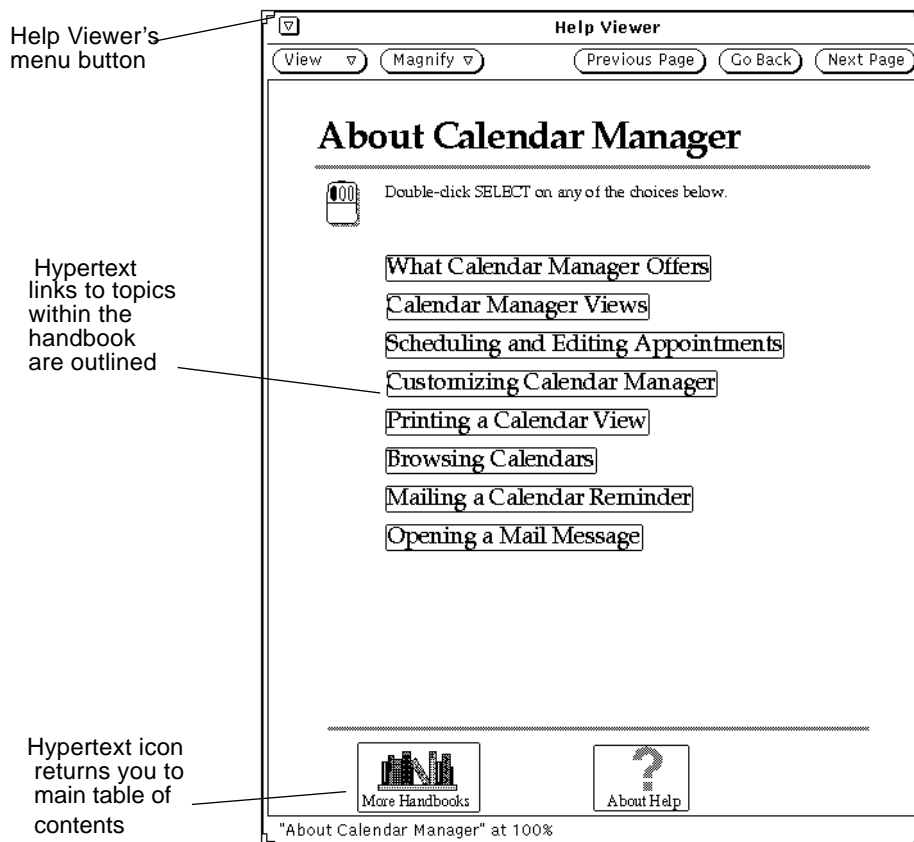 Help Viewer's
menu button
Help Viewer
View
Magnify
Previous Page
Go Back
Next Page
About Calendar Manager
Double-click SELECT on any of the choices below.
Hypertext
links to topics
within the
handbook
are outlined
What Calendar Manager Offers
Calendar Manager Views
Scheduling and Editing Appointments
Customizing Calendar Manager
Printing a Calendar View
Browsing Calendars
Mailing a Calendar Reminder
Opening a Mail Message
Hypertext icon
returns you to
main table of
contents
More Handbooks
About Help
"About Calendar Manager" at 100%